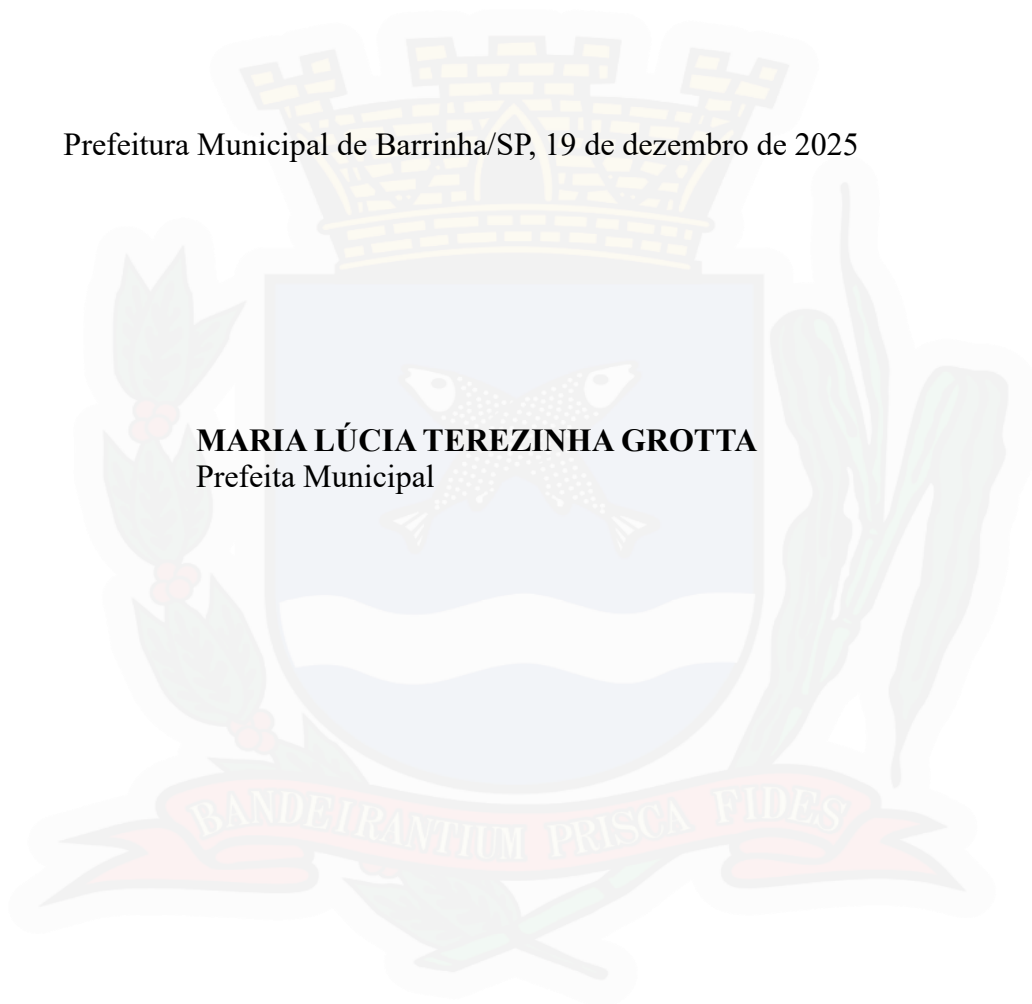 Prefeitura Municipal de Barrinha/SP, 19 de dezembro de 2025
MARIA LÚCIA TEREZINHA GROTTA
Prefeita Municipal
BANDEIRANTIUM PRISCA FIDES